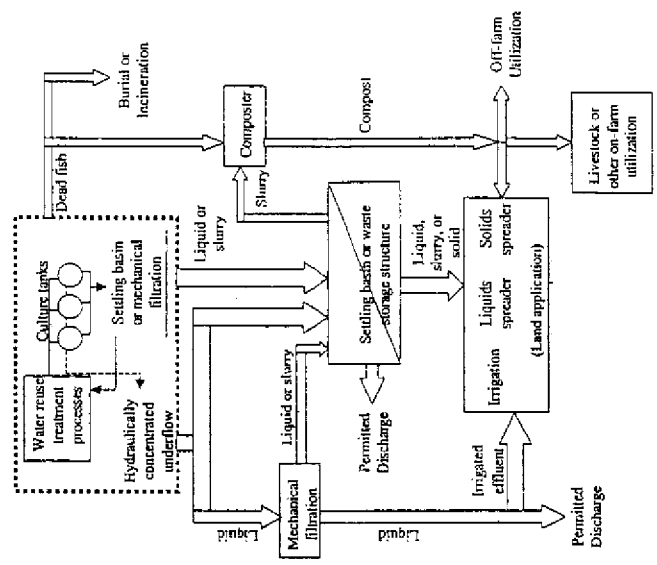 Water reuse
treatment
processes
Culture tanks
Settling basin
or mechanical
filtration
Hydraulically
concentrated
underflow
Dead fish
Burial or
Incineration
Liquid or
slurry
Slurry
Composter
Compost
Liquid
Mechanical
filtration
Liquid or slurry
Settling basin or waste
storage structure
Permitted
Discharge
Liquid,
slurry, or
solid
Liquid
Irrigated
effluent
Irrigation
Liquids
spreader
Solids
spreader
(Land application)
Off-farm
Utilization
Livestock or
other on-farm
utilization
Permitted
Discharge